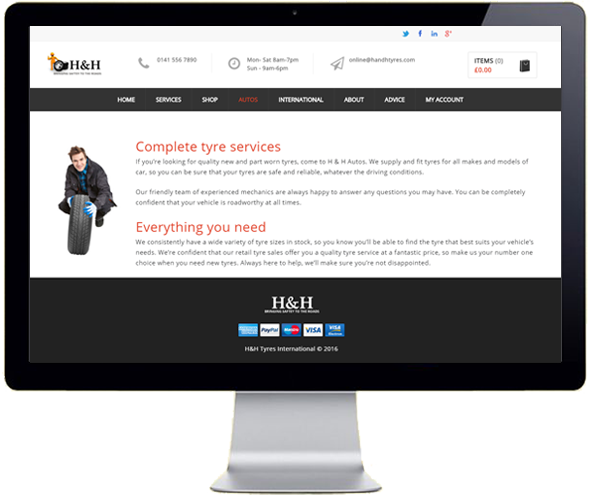 H&H
BRINGING SAFTEY TO THE ROADS
0141 556 7890
Mon- Sat 8am-7pm
Sun - 9am-6pm
online@handhtyres.com
ITEMS (0)
£0.00
HOME SERVICES SHOP AUTOS INTERNATIONAL ABOUT ADVICE MY ACCOUNT
Complete tyre services
If you're looking for quality new and part worn tyres, come to H & H Autos. We supply and fit tyres for all makes and models of
car, so you can be sure that your tyres are safe and reliable, whatever the driving conditions.
Our friendly team of experienced mechanics are always happy to answer any questions you may have. You can be completely
confident that your vehicle is roadworthy at all times.
Everything you need
We consistently have a wide variety of tyre sizes in stock, so you know you'll be able to find the tyre that best suits your vehicle's
needs. We're confident that our retail tyre sales offer you a quality tyre service at a fantastic price, so make us your number one
choice when you need new tyres. Always here to help, we'll make sure you're not disappointed.
H&H
BRINGING SAFTEY TO THE ROADS
PayPal Maestro VISA VISA
H&H Tyres International © 2016